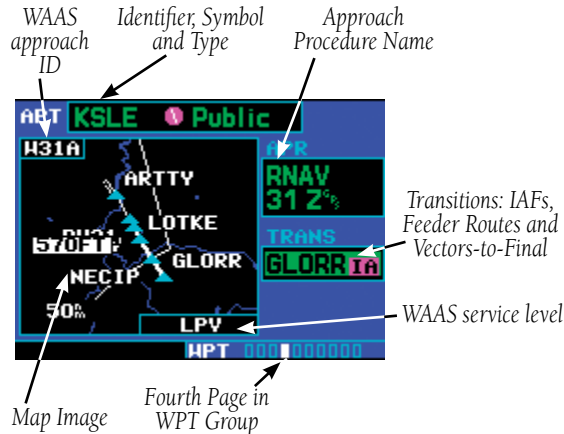 WAAS
approach
ID
Identifier, Symbol
and Type
Approach
Procedure Name
APT KSLE Public
W31A
APR
RNAV
31 Z GPS
ARTTY
LOTKE
570FT
GLORR
NECIP
50
LPV
TRANS
GLORR IA
WPT
Transitions: IAFs,
Feeder Routes and
Vectors-to-Final
WAAS service level
Map Image
Fourth Page in
WPT Group